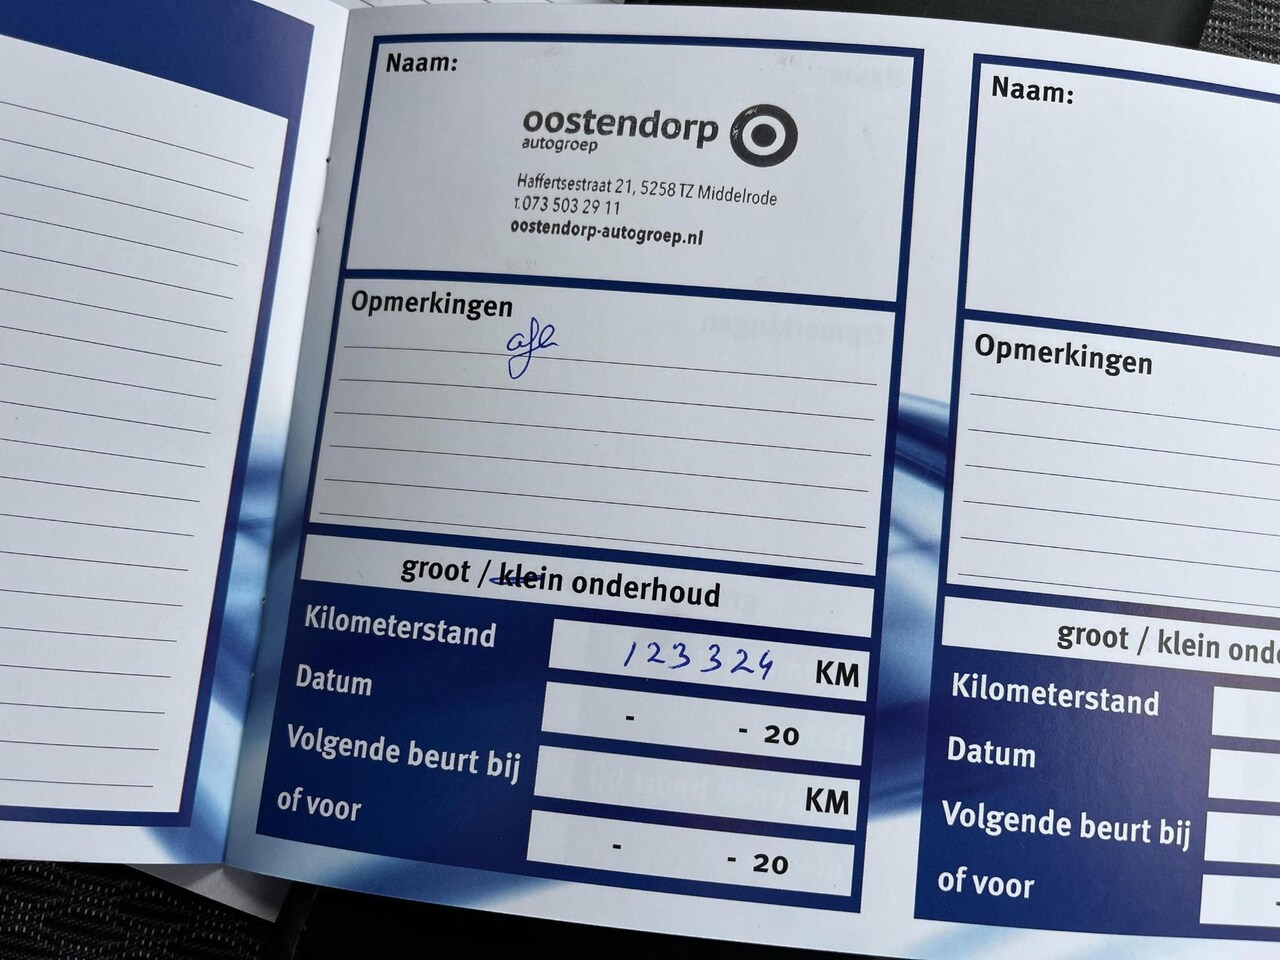 Naam:
oostendorp
autogroep
Haffertsestraat 21, 5258 TZ Middelrode
T.073 503 29 11
oostendorp-autogroep.nl
Opmerkingen
afl
groot / klein onderhoud
Kilometerstand 123324 KM
Datum - - 20
Volgende beurt bij KM
of voor - - 20
Naam:
Opmerkingen
groot / klein onde
Kilometerstand
Datum
Volgende beurt bij
of voor -